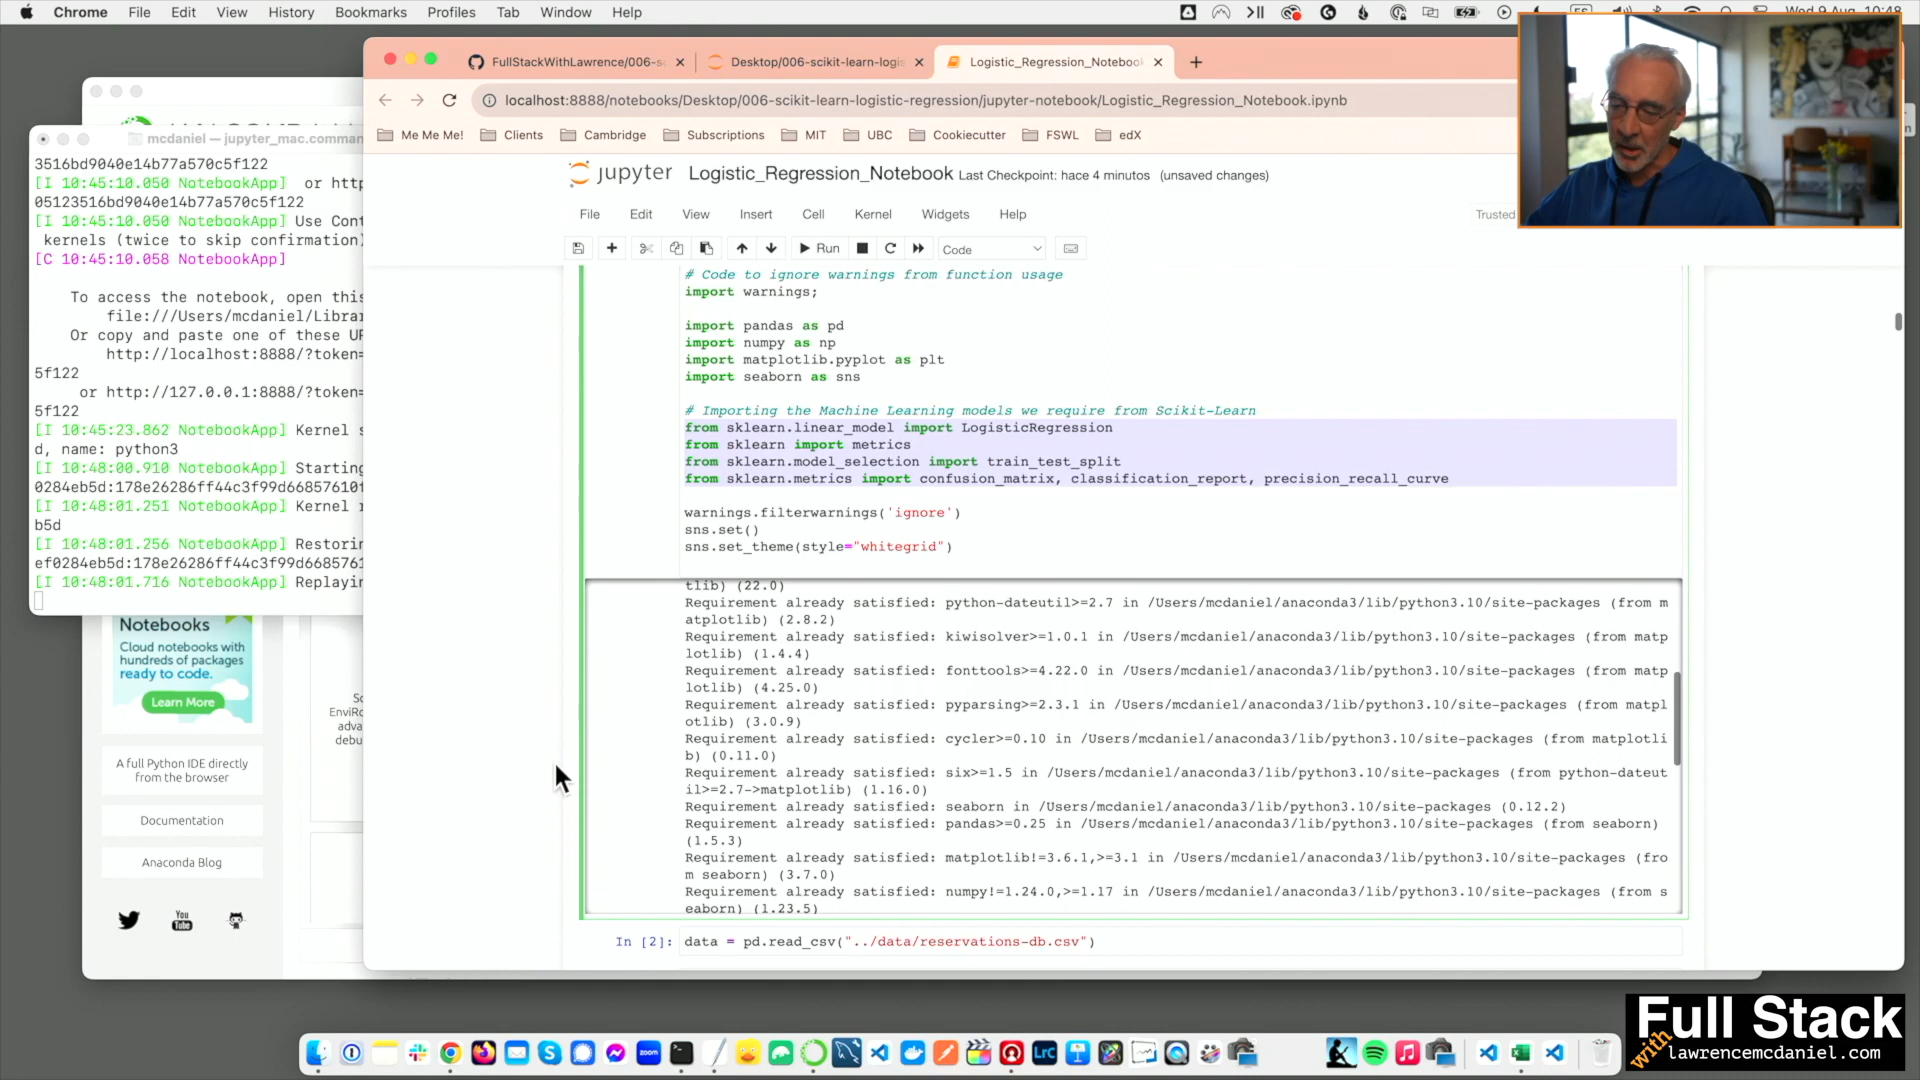 Chrome File Edit View History Bookmarks Profiles Tab Window Help
Wed 9 Aug 10:48
FullStackWithLawrence/006-s
Desktop/006-scikit-learn-logis
Logistic_Regression_Notebook
localhost:8888/notebooks/Desktop/006-scikit-learn-logistic-regression/jupyter-notebook/Logistic_Regression_Notebook.ipynb
Me Me Me! Clients Cambridge Subscriptions MIT UBC Cookiecutter FSWL edX
mcdaniel — jupyter_mac.comman
3516bd9040e14b77a570c5f122
[I 10:45:10.050 NotebookApp] or http
05123516bd9040e14b77a570c5f122
[I 10:45:10.050 NotebookApp] Use Cont
kernels (twice to skip confirmation)
[C 10:45:10.058 NotebookApp]
To access the notebook, open this
file:///Users/mcdaniel/Librar
Or copy and paste one of these UR
http://localhost:8888/?token=
5f122
or http://127.0.0.1:8888/?token=
5f122
[I 10:45:23.862 NotebookApp] Kernel s
d, name: python3
[I 10:48:00.910 NotebookApp] Starting
0284eb5d:178e26286ff44c3f99d66857610f
[I 10:48:01.251 NotebookApp] Kernel r
b5d
[I 10:48:01.256 NotebookApp] Restorin
ef0284eb5d:178e26286ff44c3f99d6685761
[I 10:48:01.716 NotebookApp] Replayin
Notebooks
Cloud notebooks with
hundreds of packages
ready to code.
Learn More
A full Python IDE directly
from the browser
Documentation
Anaconda Blog
You
Tube
EnviRo
adva
debu
jupyter Logistic_Regression_Notebook Last Checkpoint: hace 4 minutos (unsaved changes)
File Edit View Insert Cell Kernel Widgets Help
Trusted
Run
Code
# Code to ignore warnings from function usage
import warnings;
import pandas as pd
import numpy as np
import matplotlib.pyplot as plt
import seaborn as sns
# Importing the Machine Learning models we require from Scikit-Learn
from sklearn.linear_model import LogisticRegression
from sklearn import metrics
from sklearn.model_selection import train_test_split
from sklearn.metrics import confusion_matrix, classification_report, precision_recall_curve
warnings.filterwarnings('ignore')
sns.set()
sns.set_theme(style="whitegrid")
tlib) (22.0)
Requirement already satisfied: python-dateutil>=2.7 in /Users/mcdaniel/anaconda3/lib/python3.10/site-packages (from m
atplotlib) (2.8.2)
Requirement already satisfied: kiwisolver>=1.0.1 in /Users/mcdaniel/anaconda3/lib/python3.10/site-packages (from matp
lotlib) (1.4.4)
Requirement already satisfied: fonttools>=4.22.0 in /Users/mcdaniel/anaconda3/lib/python3.10/site-packages (from matp
lotlib) (4.25.0)
Requirement already satisfied: pyparsing>=2.3.1 in /Users/mcdaniel/anaconda3/lib/python3.10/site-packages (from matpl
otlib) (3.0.9)
Requirement already satisfied: cycler>=0.10 in /Users/mcdaniel/anaconda3/lib/python3.10/site-packages (from matplotli
b) (0.11.0)
Requirement already satisfied: six>=1.5 in /Users/mcdaniel/anaconda3/lib/python3.10/site-packages (from python-dateut
il>=2.7->matplotlib) (1.16.0)
Requirement already satisfied: seaborn in /Users/mcdaniel/anaconda3/lib/python3.10/site-packages (0.12.2)
Requirement already satisfied: pandas>=0.25 in /Users/mcdaniel/anaconda3/lib/python3.10/site-packages (from seaborn)
(1.5.3)
Requirement already satisfied: matplotlib!=3.6.1,>=3.1 in /Users/mcdaniel/anaconda3/lib/python3.10/site-packages (fro
m seaborn) (3.7.0)
Requirement already satisfied: numpy!=1.24.0,>=1.17 in /Users/mcdaniel/anaconda3/lib/python3.10/site-packages (from s
eaborn) (1.23.5)
In [2]: data = pd.read_csv("../data/reservations-db.csv")
zoom
LrC
Full Stack
with
lawrencemcdaniel.com